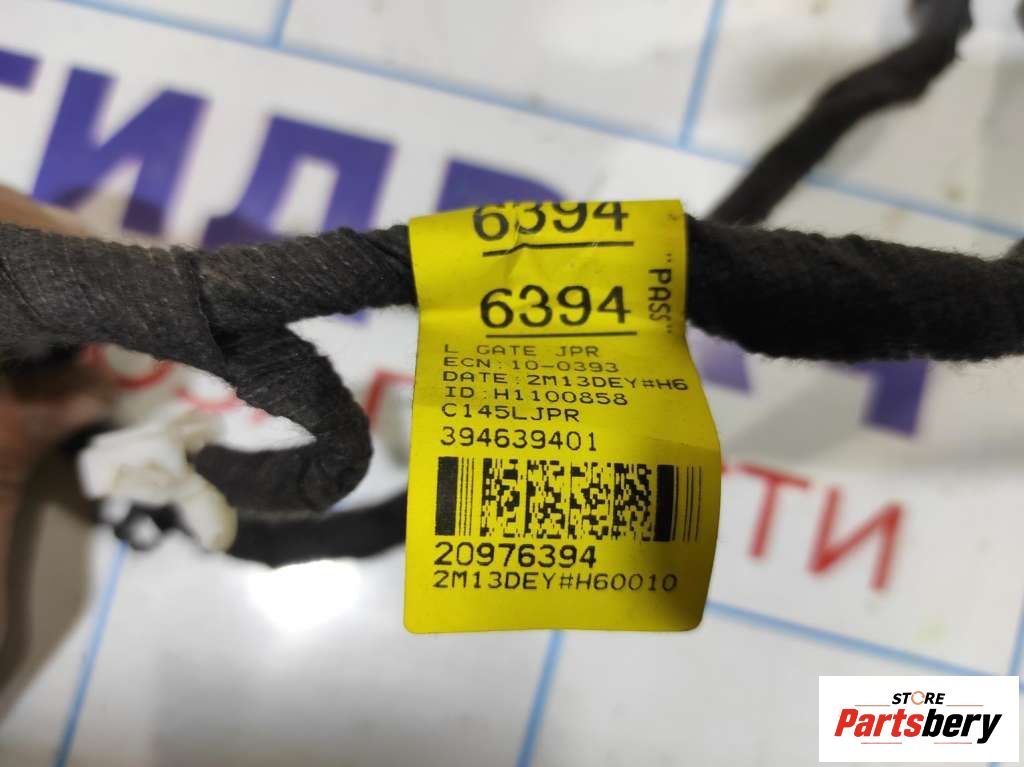 6394
6394
"PASS"
L GATE JPR
ECN:10-0393
DATE:2M13DEY#H6
ID:H1100858
C145LJPR
394639401
20976394
2M13DEY#H60010
STORE
Partsbery